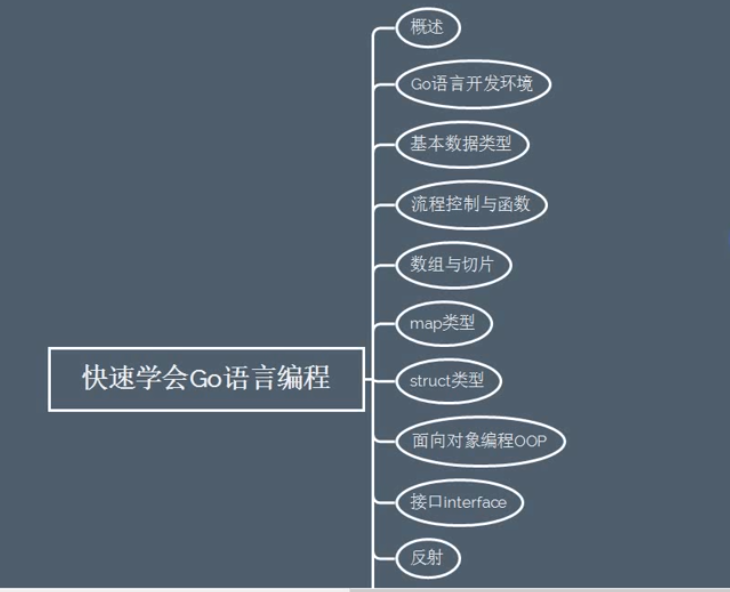 概述
Go语言开发环境
基本数据类型
流程控制与函数
数组与切片
map类型
快速学会Go语言编程
struct类型
面向对象编程OOP
接口interface
反射